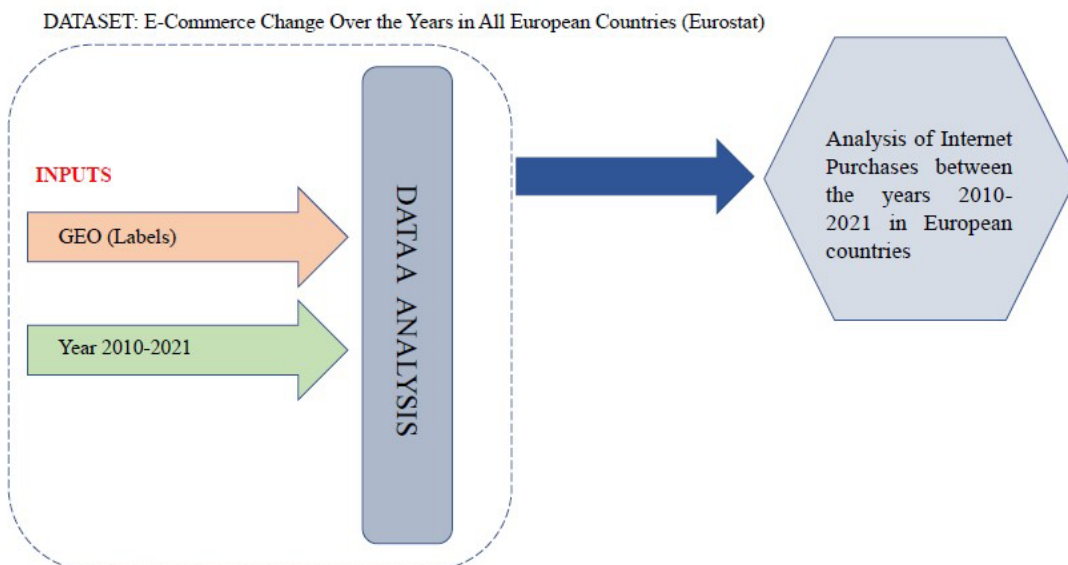 DATASET: E-Commerce Change Over the Years in All European Countries (Eurostat)
INPUTS
GEO (Labels)
Year 2010-2021
DATA A ANALYSIS
Analysis of Internet
Purchases between
the years 2010-
2021 in European
countries